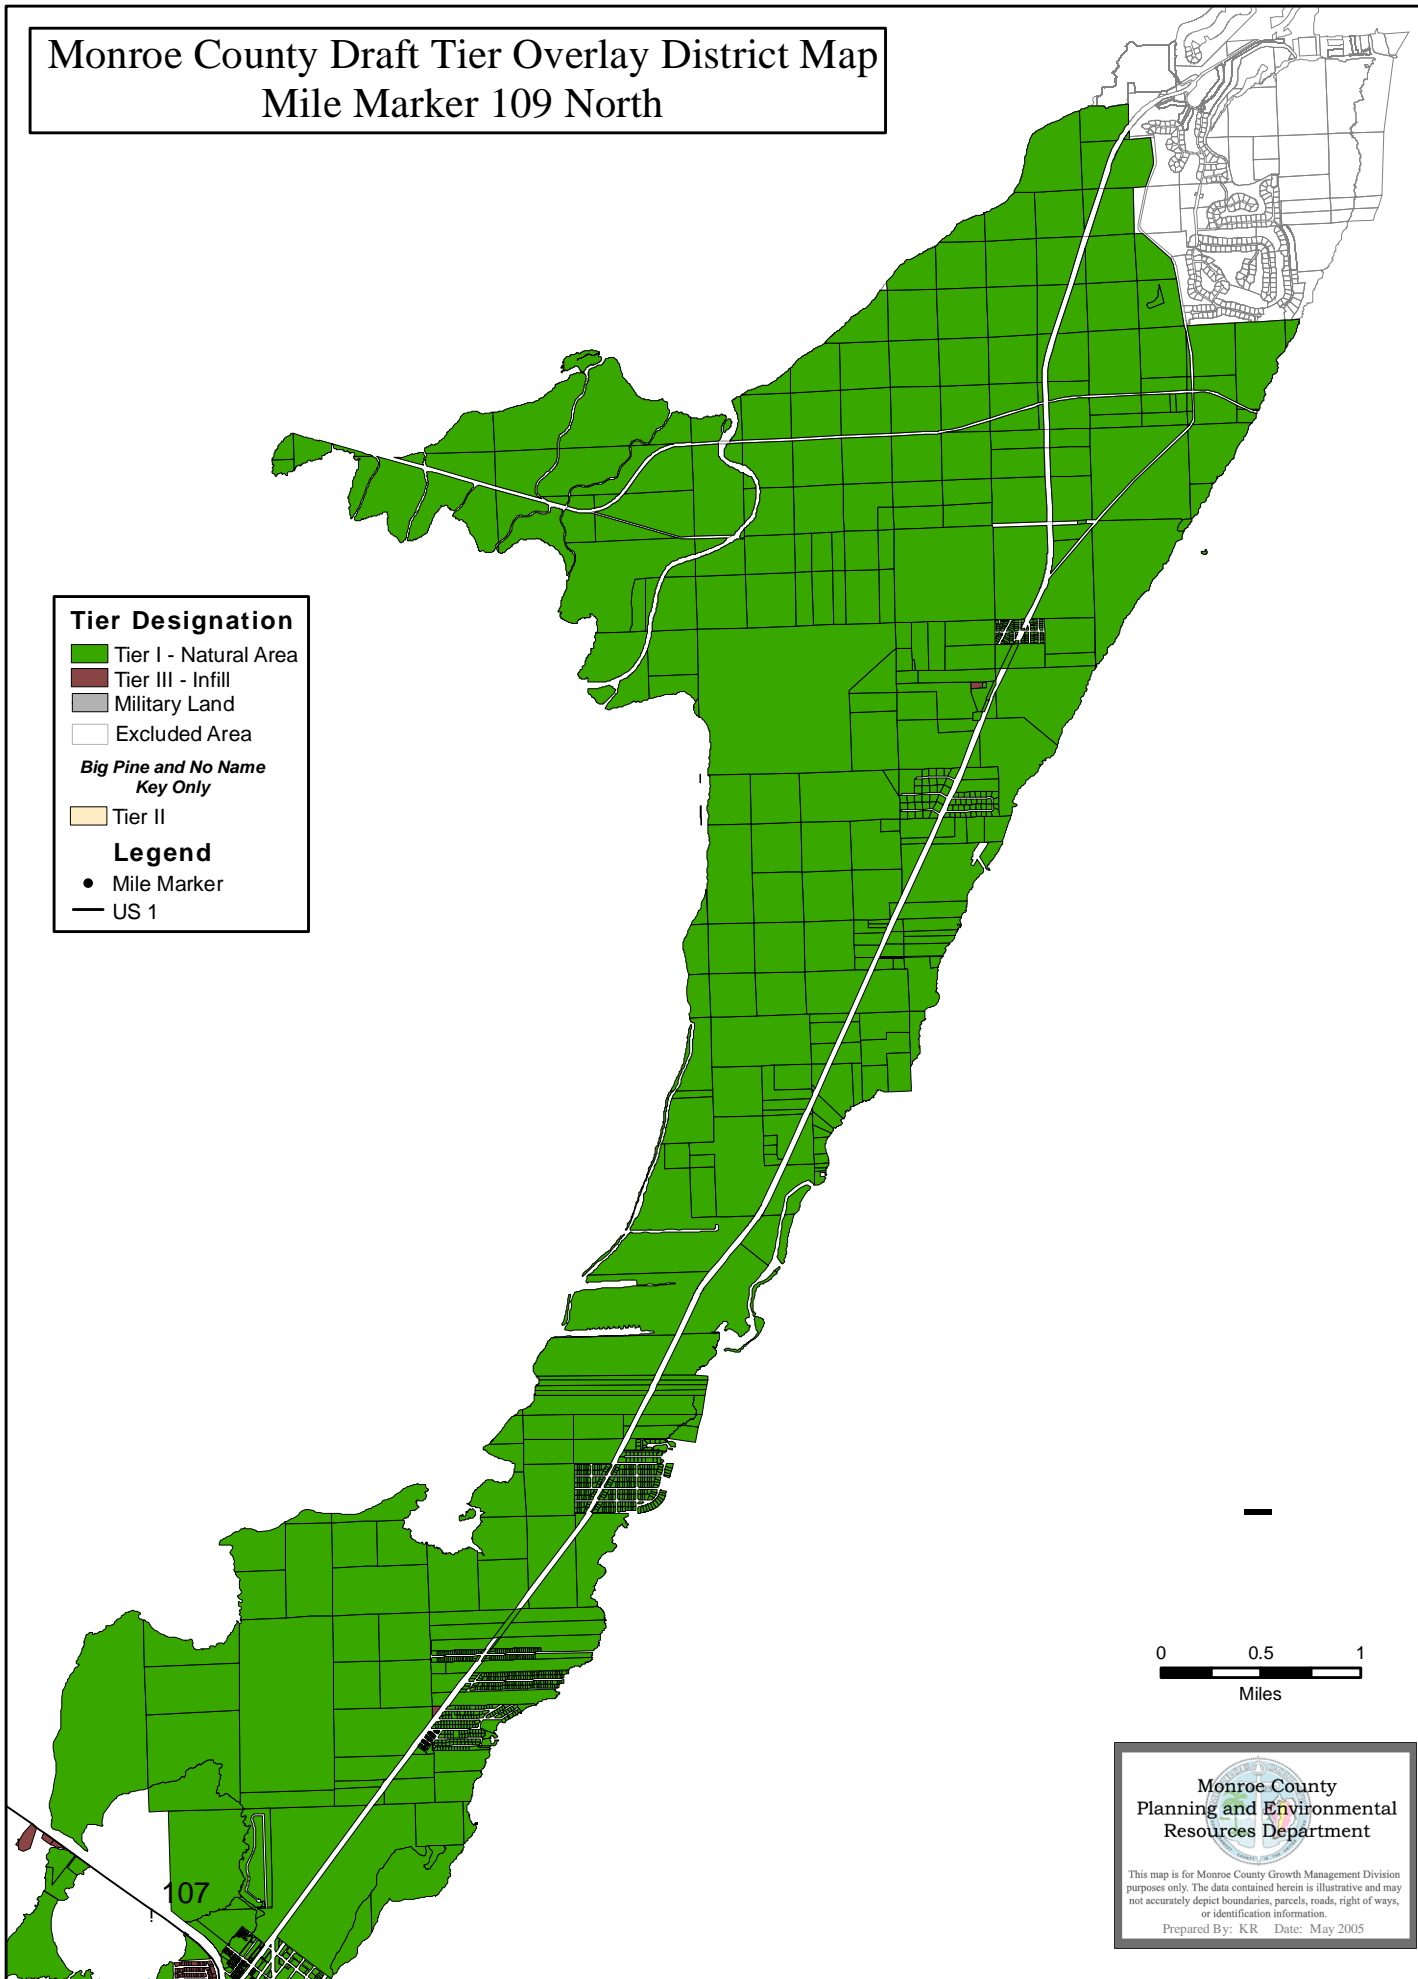 Monroe County Draft Tier Overlay District Map
Mile Marker 109 North
Tier Designation
Tier I - Natural Area
Tier III - Infill
Military Land
Excluded Area
Big Pine and No Name
Key Only
Tier II
Legend
Mile Marker
US 1
107
!
0 0.5 1
Miles
Monroe County
Planning and Environmental
Resources Department
This map is for Monroe County Growth Management Division
purposes only. The data contained herein is illustrative and may
not accurately depict boundaries, parcels, roads, right of ways,
or identification information.
Prepared By: KR Date: May 2005